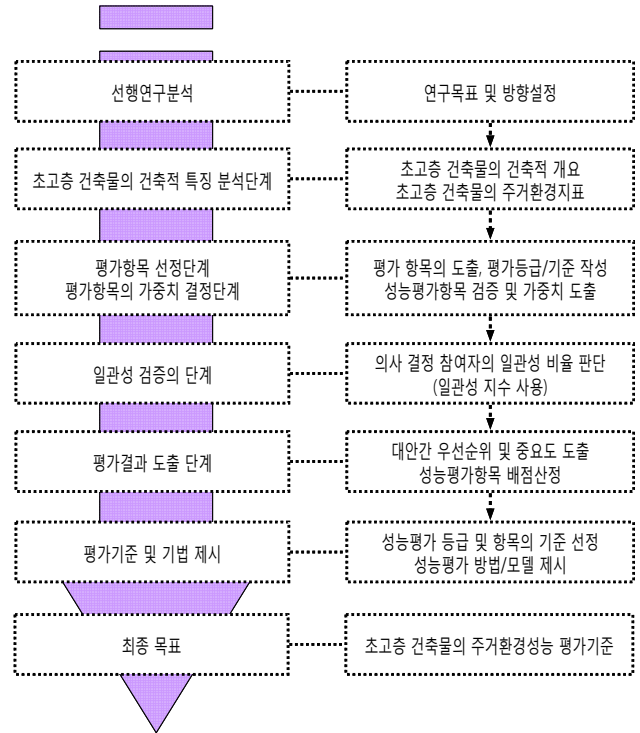 선행연구분석
연구목표 및 방향설정
초고층 건축물의 건축적 특징 분석단계
초고층 건축물의 건축적 개요
초고층 건축물의 주거환경지표
평가항목 선정단계
평가항목의 가중치 결정단계
평가 항목의 도출, 평가등급/기준 작성
성능평가항목 검증 및 가중치 도출
일관성 검증의 단계
의사 결정 참여자의 일관성 비율 판단
(일관성 지수 사용)
평가결과 도출 단계
대안간 우선순위 및 중요도 도출
성능평가항목 배점산정
평가기준 및 기법 제시
성능평가 등급 및 항목의 기준 선정
성능평가 방법/모델 제시
최종 목표
초고층 건축물의 주거환경성능 평가기준